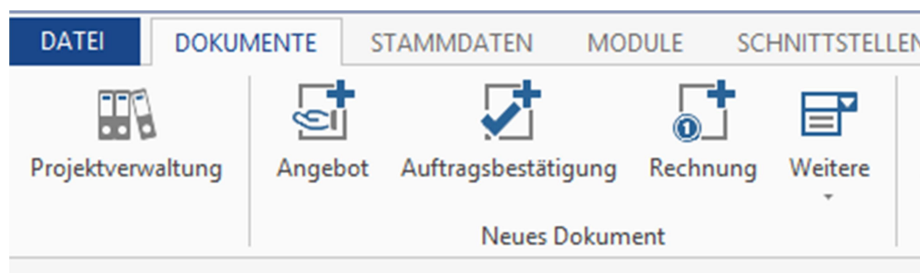 DATEI DOKUMENTE STAMMDATEN MODULE SCHNITTSTELLEN
Projektverwaltung Angebot Auftragsbestätigung Rechnung Weitere
Neues Dokument